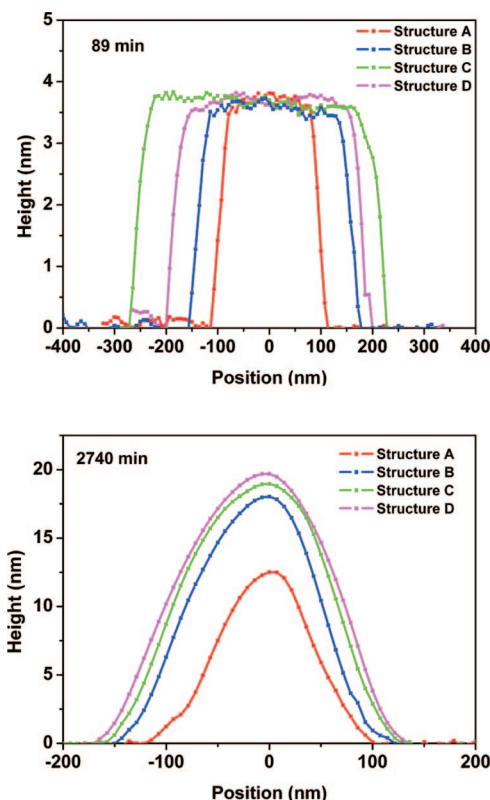 89 min
Structure A
Structure B
Structure C
Structure D
5
4
3
2
1
0
Height (nm)
-400 -300 -200 -100 0 100 200 300 400
Position (nm)
2740 min
Structure A
Structure B
Structure C
Structure D
20
15
10
5
0
Height (nm)
-200 -100 0 100 200
Position (nm)